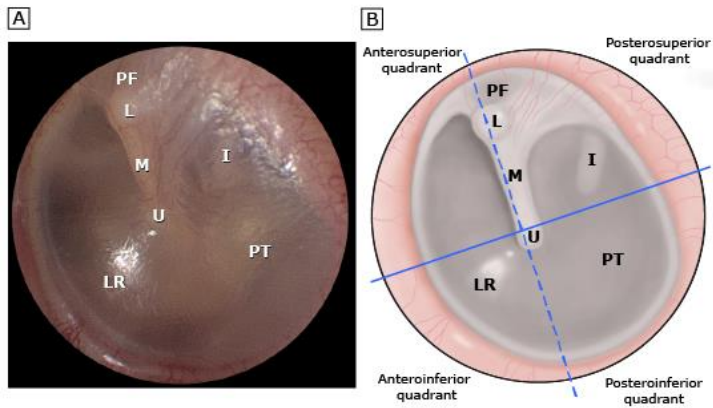 A
PF
L
M
I
U
PT
LR
B
Anterosuperior
quadrant
Posterosuperior
quadrant
PF
L
M
I
U
PT
LR
Anteroinferior
quadrant
Posteroinferior
quadrant